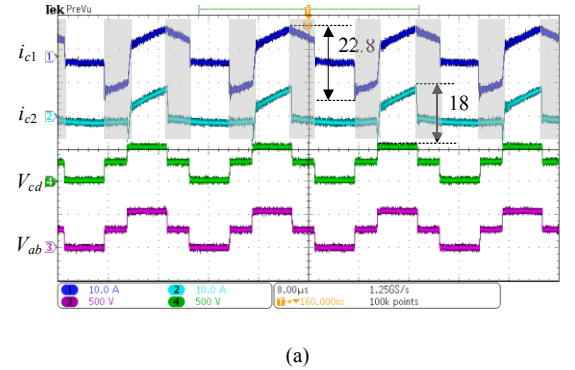 Tek PreVu
T
22.8
ic1 1
18
ic2 2
Vcd 4
Vab 3
1 10.0 A 2 10.0 A 8.00µs 1.25GS/s
3 500 V 4 500 V T→▼160.000ns 100k points
(a)